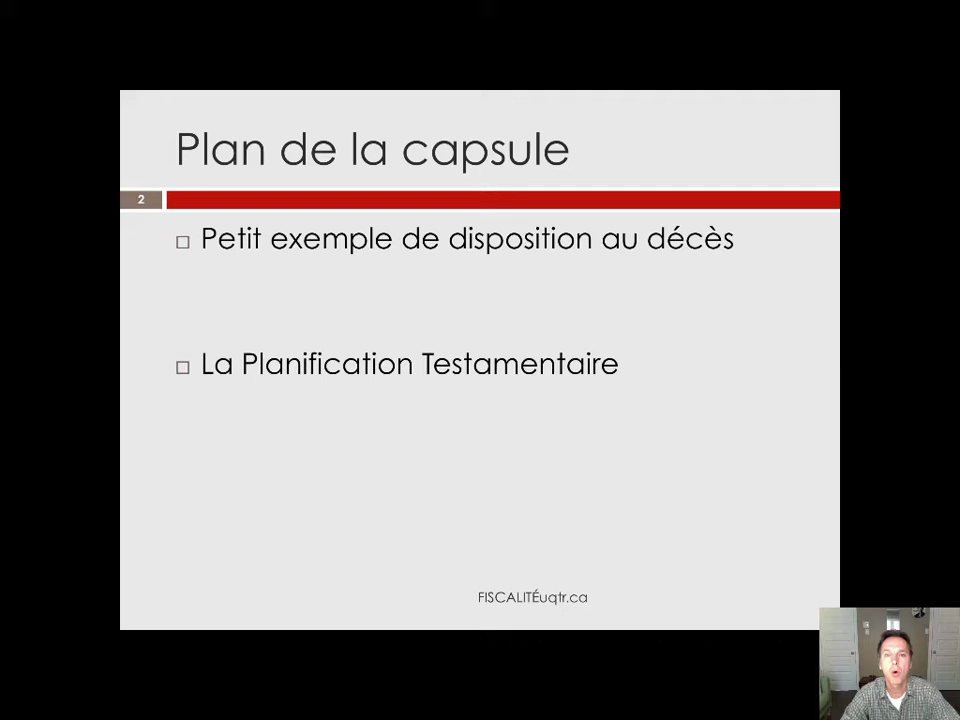 Plan de la capsule
2
Petit exemple de disposition au décès
La Planification Testamentaire
FISCALITÉuqtr.ca